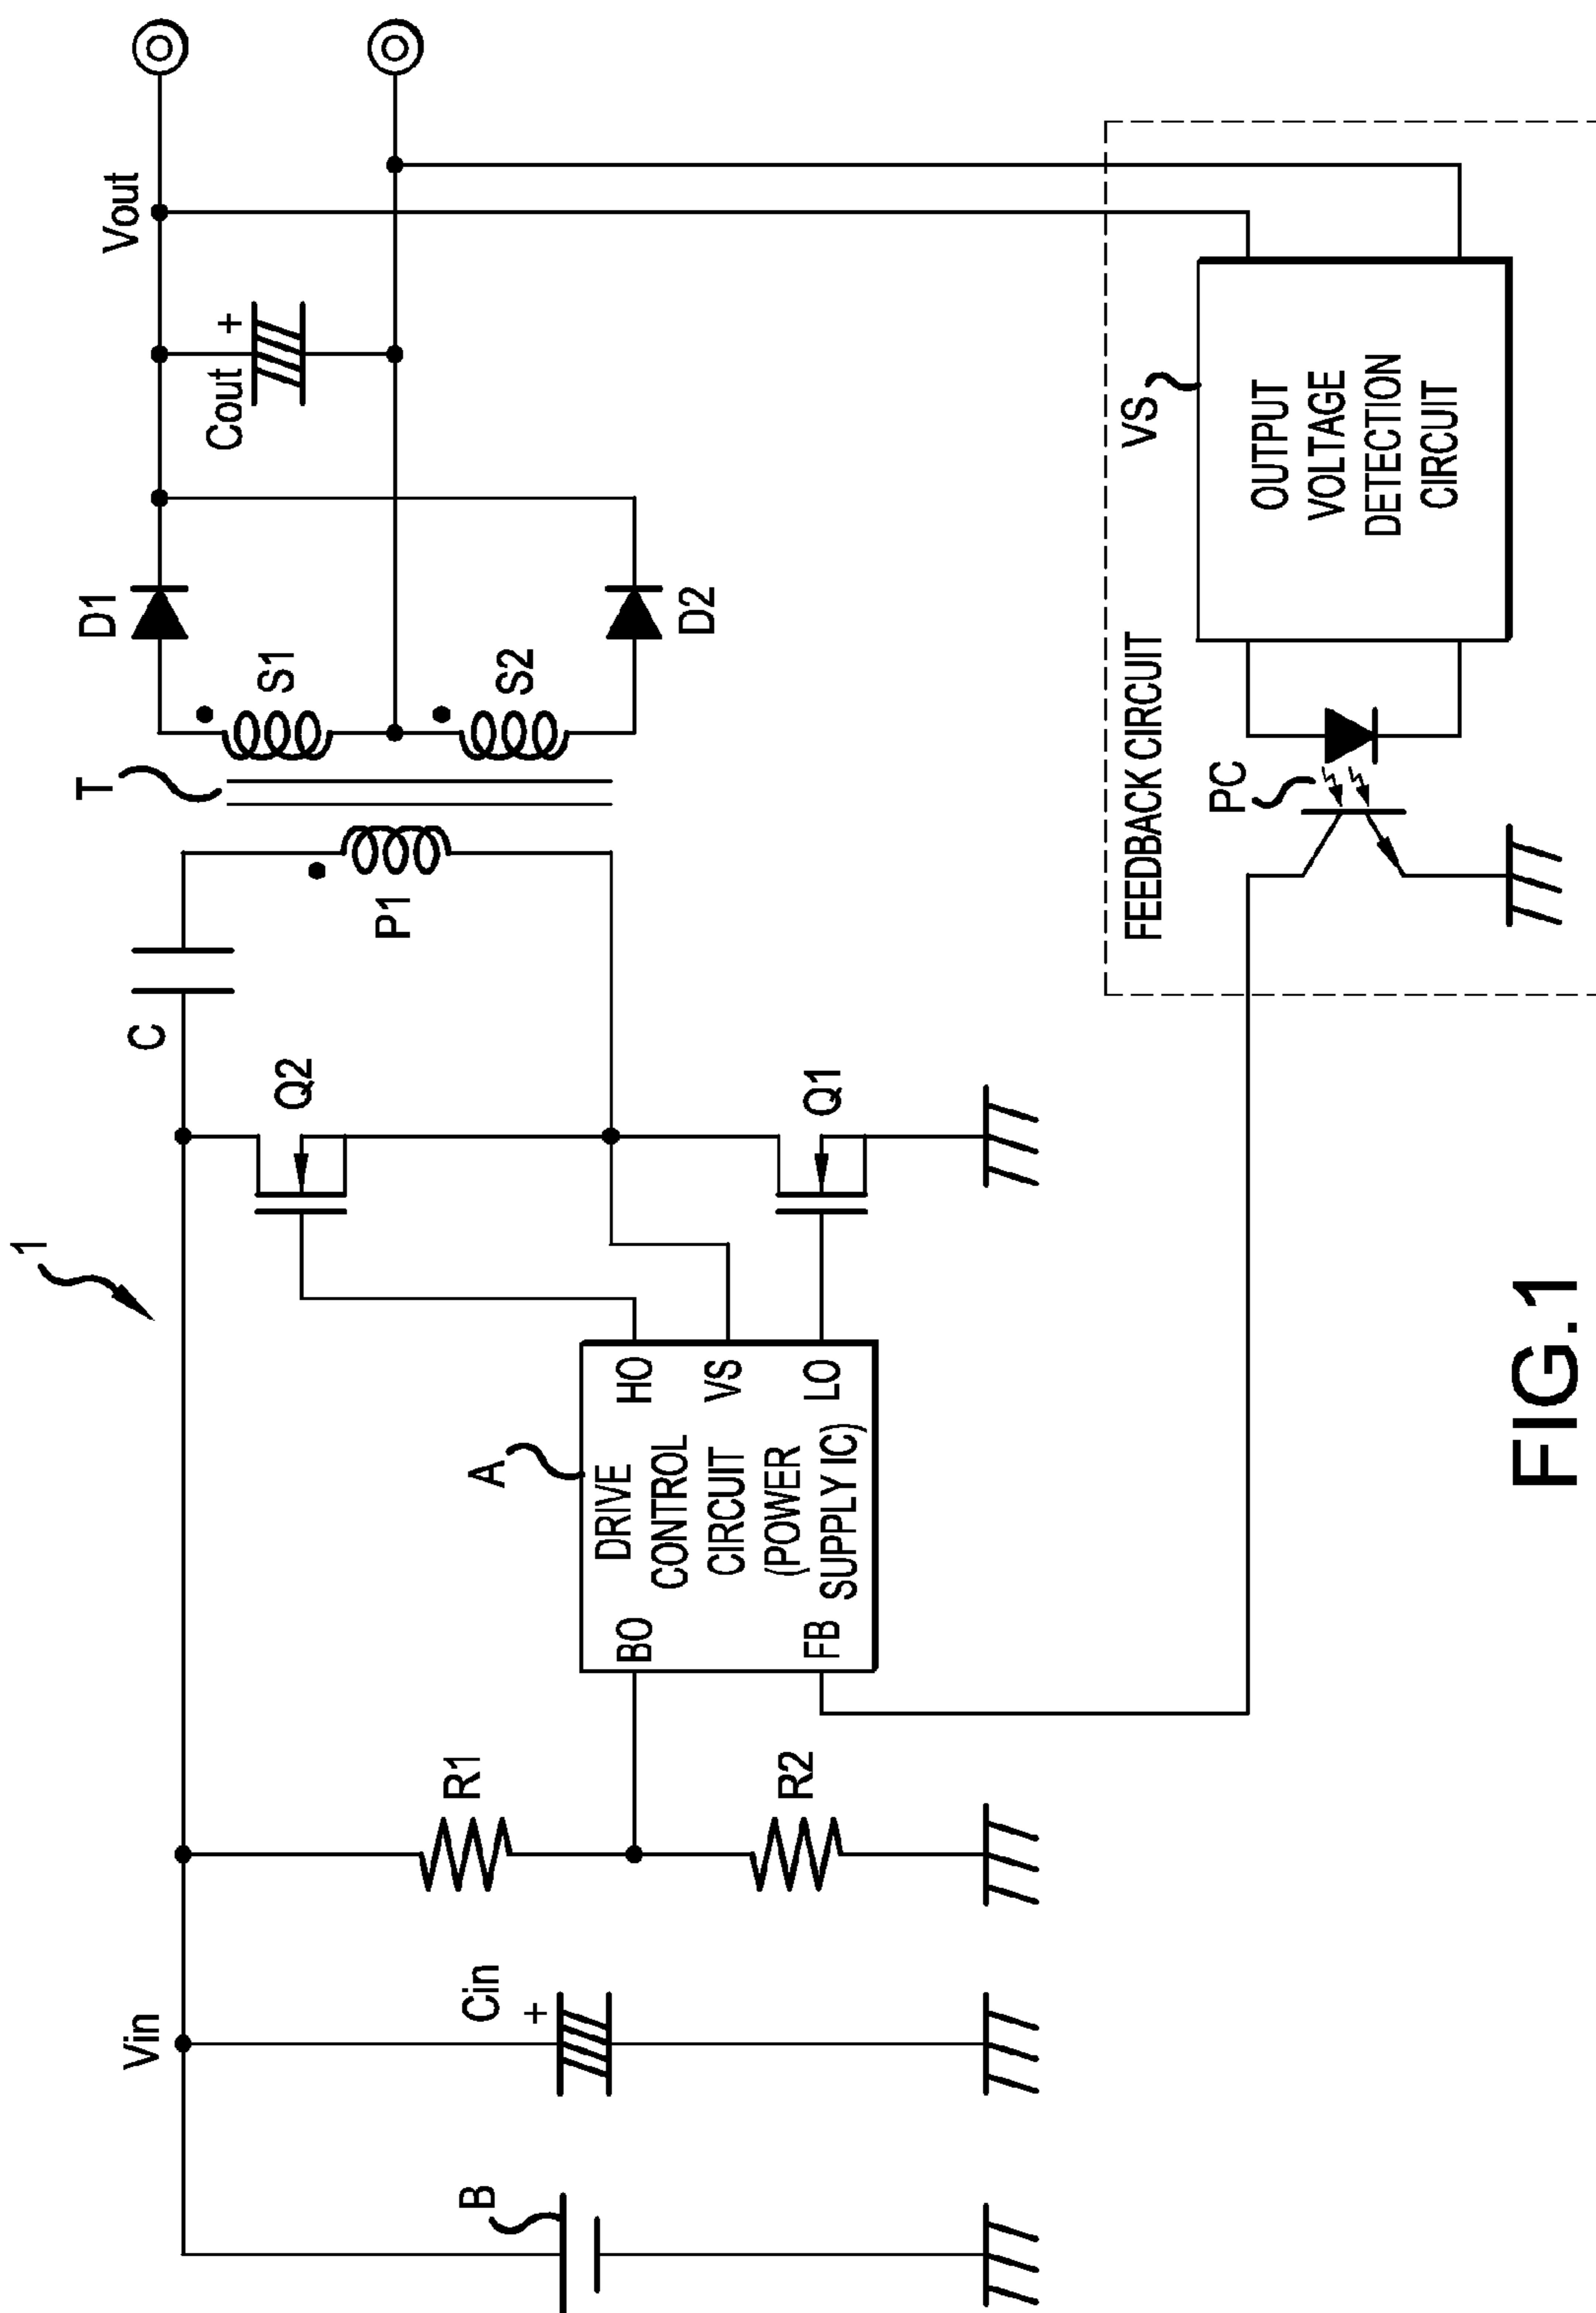 1
Vin
B
Cin
+
R1
R2
A
BO
FB
DRIVE
CONTROL
CIRCUIT
(POWER
SUPPLY IC)
HO
VS
LO
Q2
Q1
C
P1
T
S1
S2
D1
D2
Cout
+
Vout
FEEDBACK CIRCUIT
PC
VS
OUTPUT
VOLTAGE
DETECTION
CIRCUIT
FIG.1